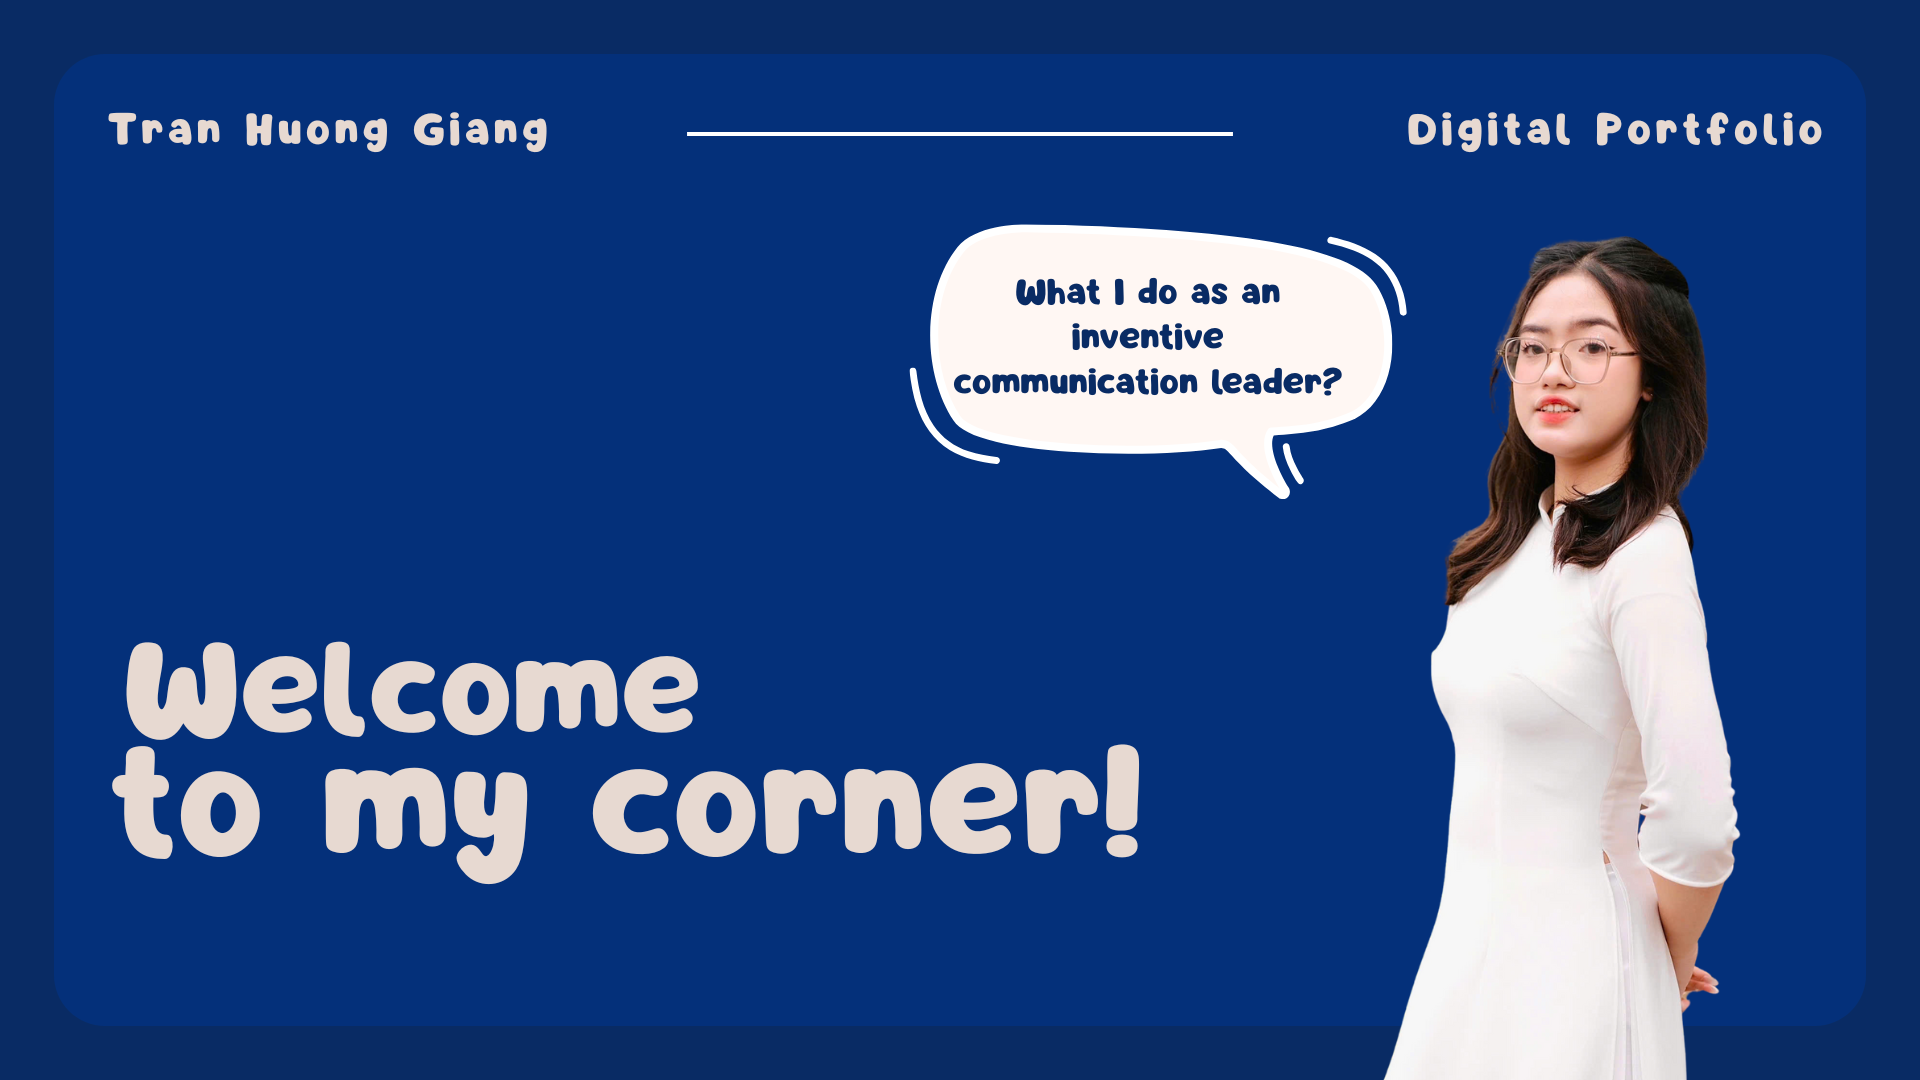 Tran Huong Giang
Digital Portfolio
What I do as an
inventive
communication leader?
Welcome
to my corner!